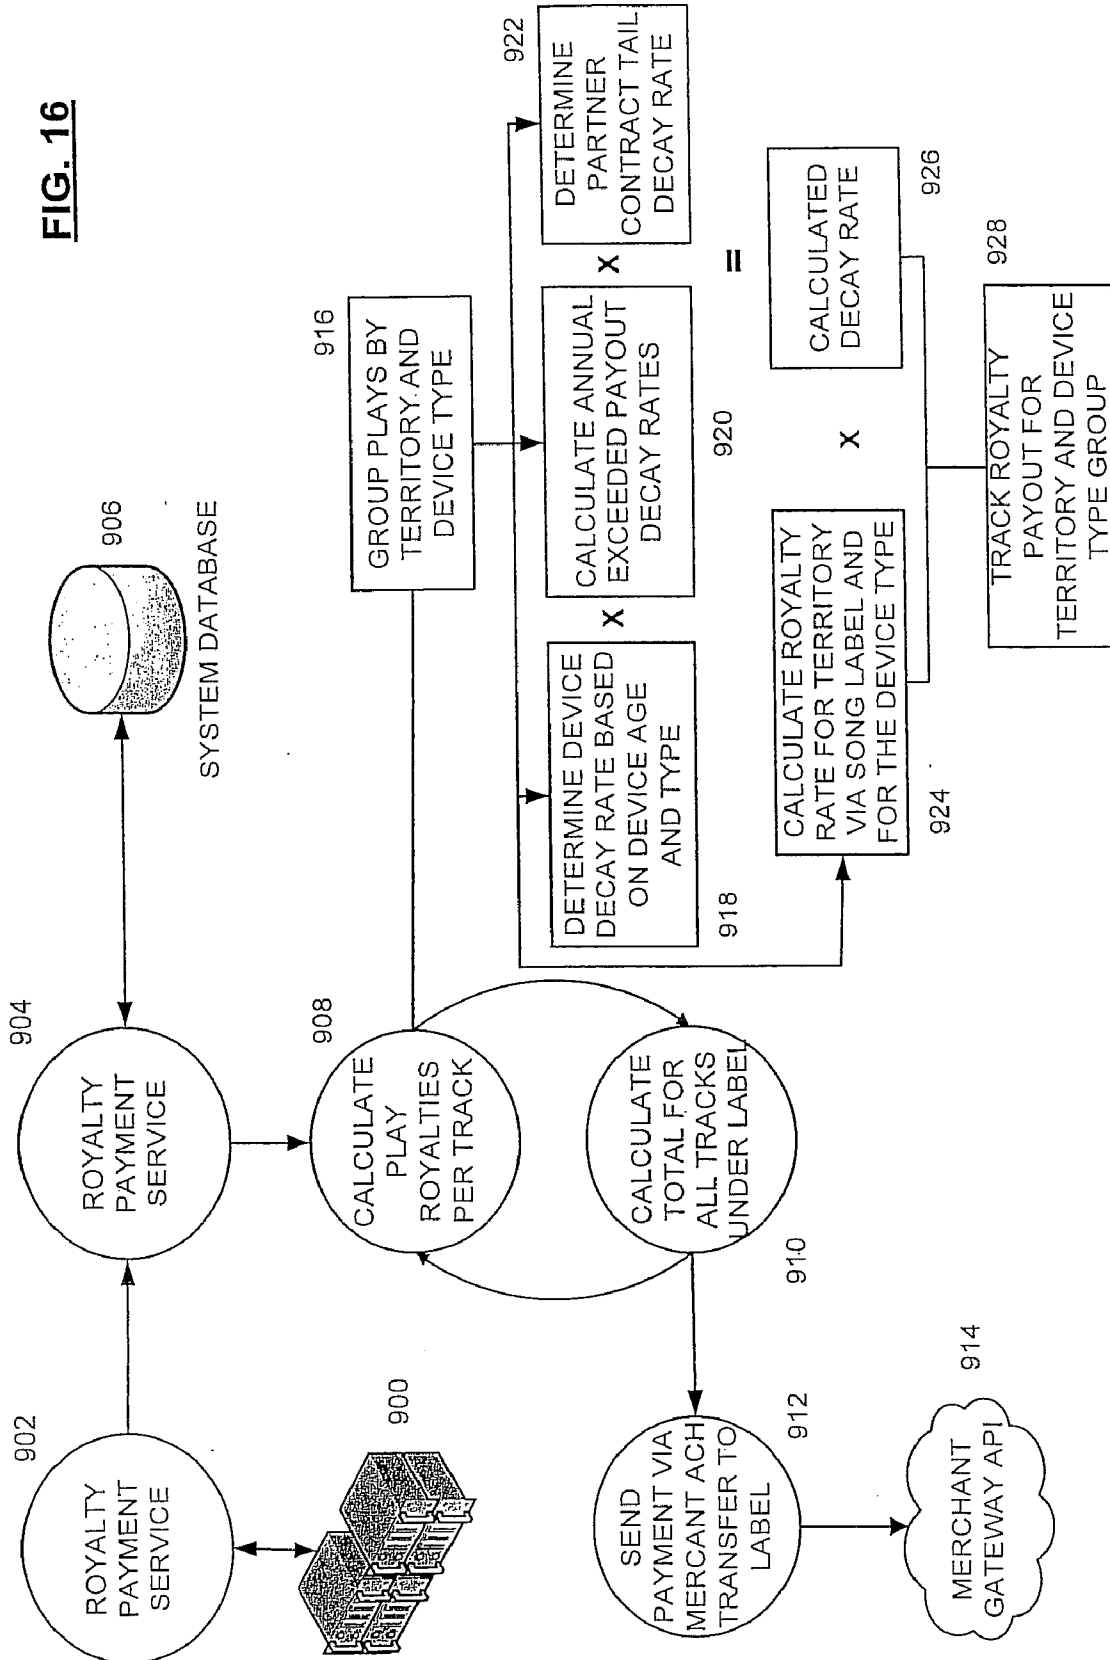 FIG. 16
902
ROYALTY
PAYMENT
SERVICE
900
904
ROYALTY
PAYMENT
SERVICE
906
SYSTEM DATABASE
908
CALCULATE
PLAY
ROYALTIES
PER TRACK
910
CALCULATE
TOTAL FOR
ALL TRACKS
UNDER LABEL
912
SEND
PAYMENT VIA
MERCANT ACH
TRANSFER TO
LABEL
914
MERCHANT
GATEWAY API
916
GROUP PLAYS BY
TERRITORY AND
DEVICE TYPE
DETERMINE DEVICE
DECAY RATE BASED
ON DEVICE AGE
AND TYPE
918
X
CALCULATE ANNUAL
EXCEEDED PAYOUT
DECAY RATES
920
X
922
DETERMINE
PARTNER
CONTRACT TAIL
DECAY RATE
=
CALCULATE ROYALTY
RATE FOR TERRITORY
VIA SONG LABEL AND
FOR THE DEVICE TYPE
924
X
CALCULATED
DECAY RATE
926
928
TRACK ROYALTY
PAYOUT FOR
TERRITORY AND DEVICE
TYPE GROUP